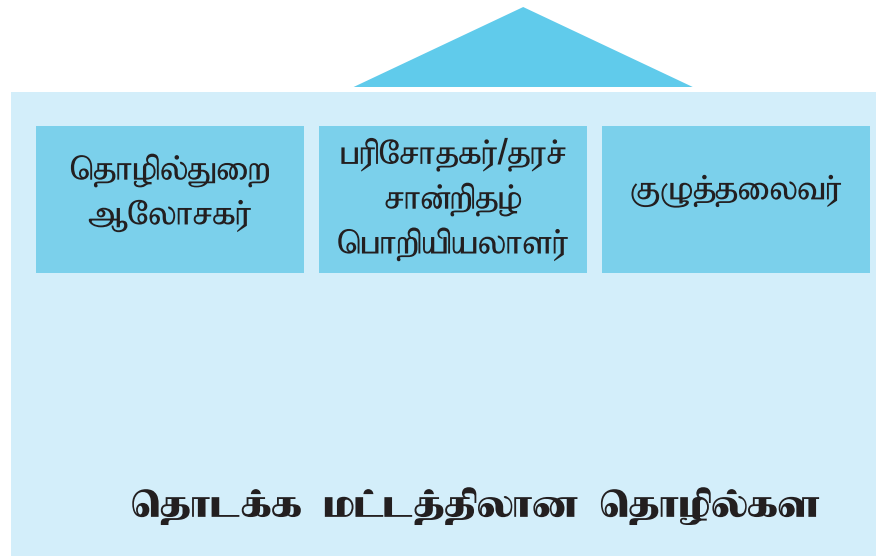 தொழில்துறை
ஆலோசகர்
பரிசோதகர்/தரச்
சான்றிதழ்
பொறியியலாளர்
குழுத்தலைவர்
தொடக்க மட்டத்திலான தொழில்கள